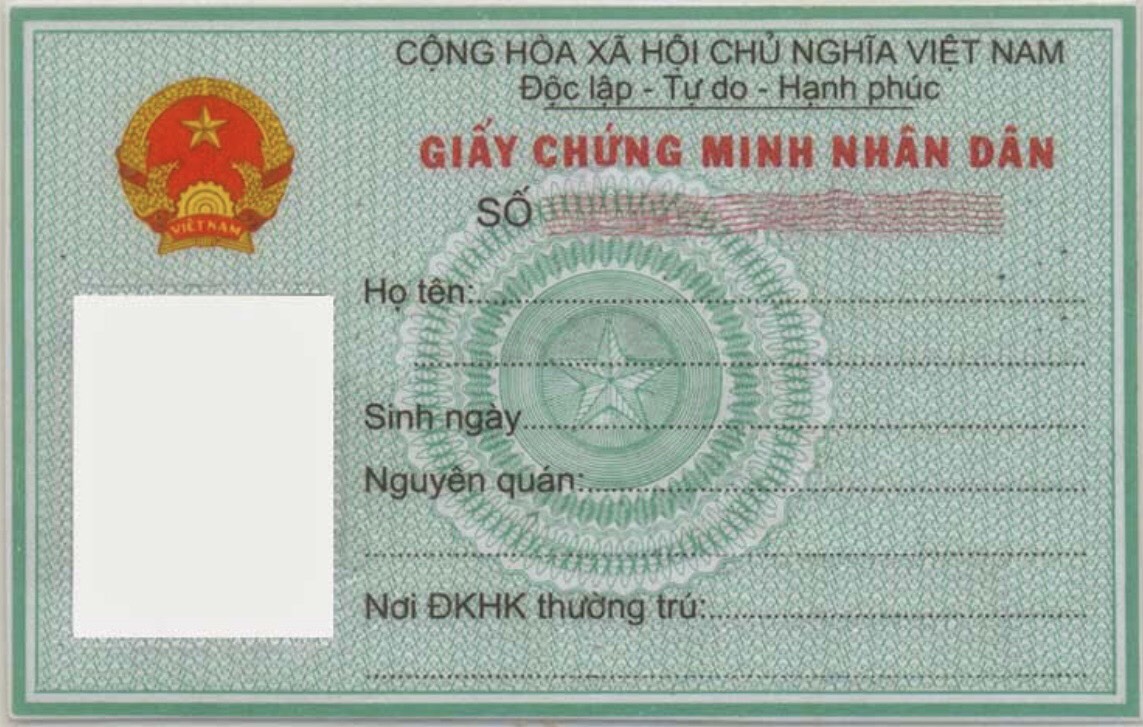 CỘNG HÒA XÃ HỘI CHỦ NGHĨA VIỆT NAM
Độc lập - Tự do - Hạnh phúc
GIẤY CHỨNG MINH NHÂN DÂN
SỐ
VIỆT NAM
Họ tên:
Sinh ngày
Nguyên quán:
Nơi ĐKHK thường trú: